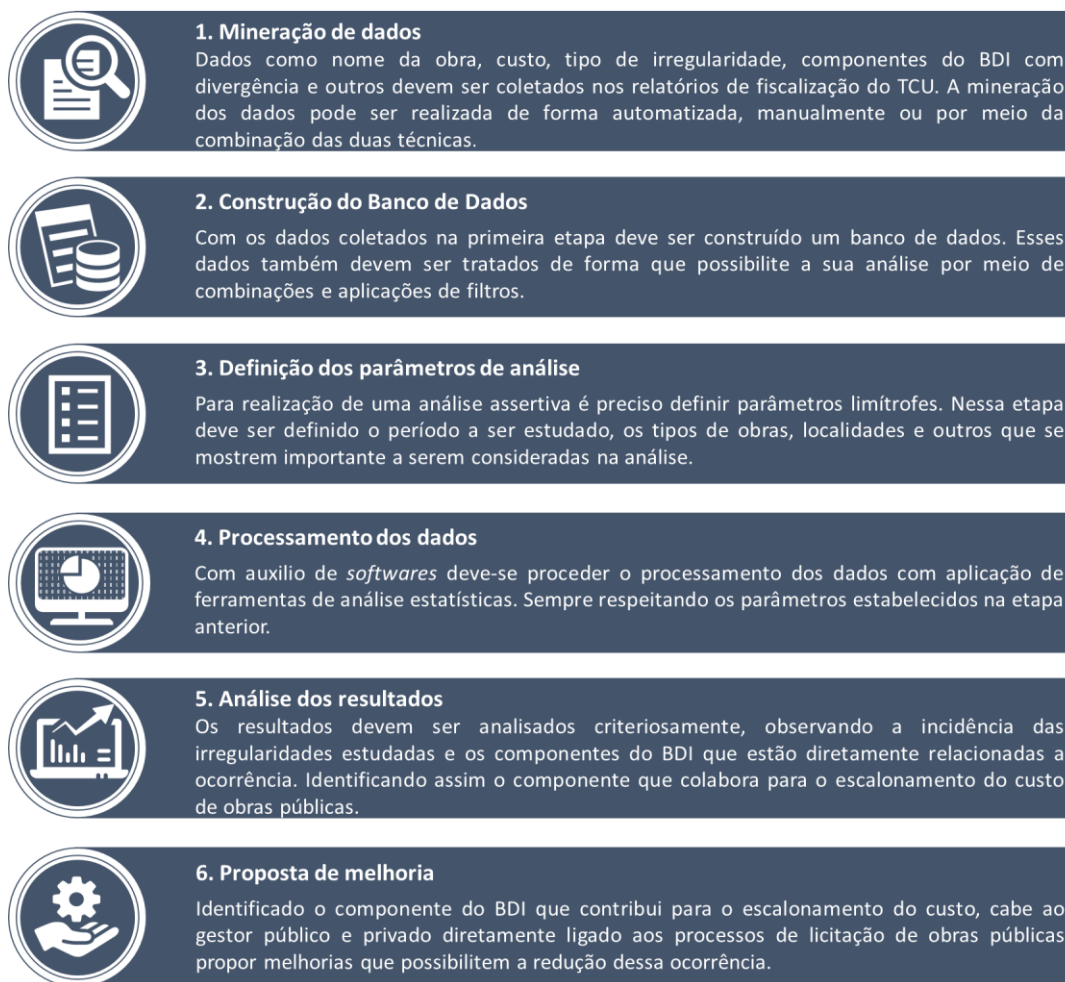 1. Mineração de dados
Dados como nome da obra, custo, tipo de irregularidade, componentes do BDI com
divergência e outros devem ser coletados nos relatórios de fiscalização do TCU. A mineração
dos dados pode ser realizada de forma automatizada, manualmente ou por meio da
combinação das duas técnicas.
2. Construção do Banco de Dados
Com os dados coletados na primeira etapa deve ser construído um banco de dados. Esses
dados também devem ser tratados de forma que possibilite a sua análise por meio de
combinações e aplicações de filtros.
3. Definição dos parâmetros de análise
Para realização de uma análise assertiva é preciso definir parâmetros limítrofes. Nessa etapa
deve ser definido o período a ser estudado, os tipos de obras, localidades e outros que se
mostrem importante a serem consideradas na análise.
4. Processamento dos dados
Com auxilio de softwares deve-se proceder o processamento dos dados com aplicação de
ferramentas de análise estatísticas. Sempre respeitando os parâmetros estabelecidos na etapa
anterior.
5. Análise dos resultados
Os resultados devem ser analisados criteriosamente, observando a incidência das
irregularidades estudadas e os componentes do BDI que estão diretamente relacionadas a
ocorrência. Identificando assim o componente que colabora para o escalonamento do custo
de obras públicas.
6. Proposta de melhoria
Identificado o componente do BDI que contribui para o escalonamento do custo, cabe ao
gestor público e privado diretamente ligado aos processos de licitação de obras públicas
propor melhorias que possibilitem a redução dessa ocorrência.